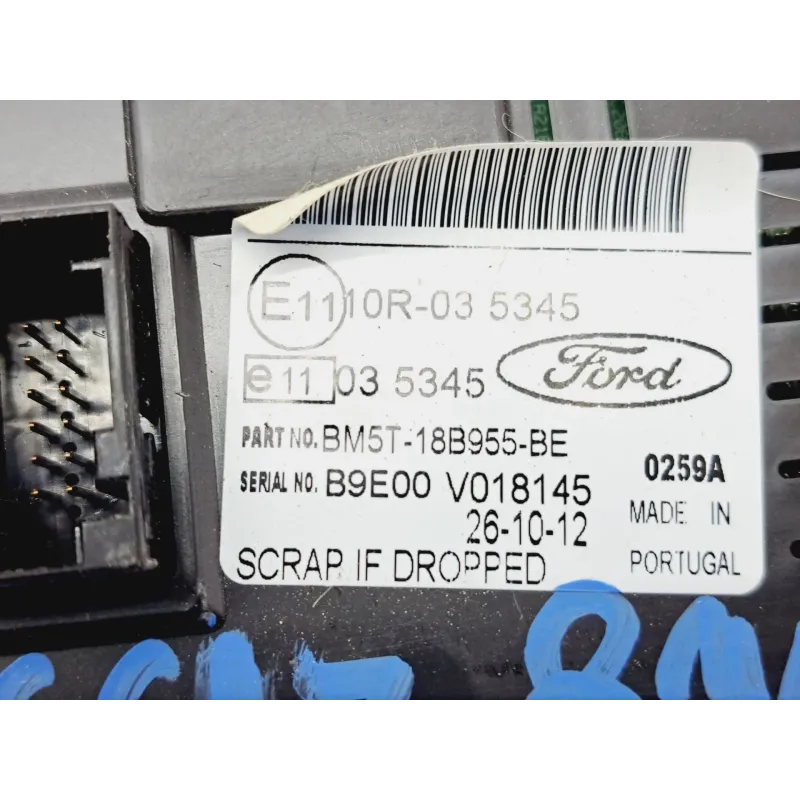 E11 10R-03 5345
e11 03 5345
Ford
PART NO. BM5T-18B955-BE
SERIAL NO. B9E00 V018145
0259A
26-10-12
MADE IN
PORTUGAL
SCRAP IF DROPPED